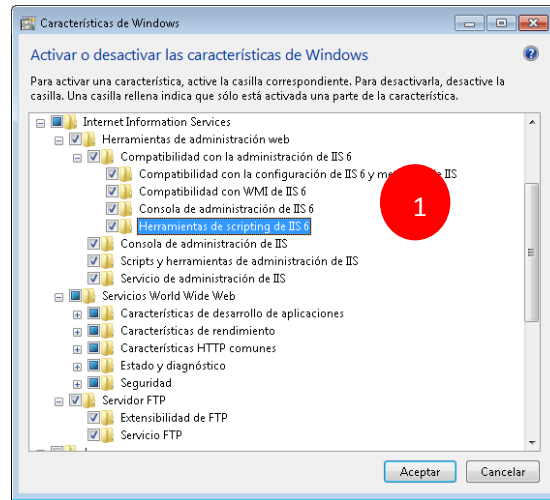 Características de Windows
Activar o desactivar las características de Windows
Para activar una característica, active la casilla correspondiente. Para desactivarla, desactive la
casilla. Una casilla rellena indica que sólo está activada una parte de la característica.
Internet Information Services
Herramientas de administración web
Compatibilidad con la administración de IIS 6
Compatibilidad con la configuración de IIS 6 y de IIS
Compatibilidad con WMI de IIS 6
Consola de administración de IIS 6
1
Herramientas de scripting de IIS 6
Consola de administración de IIS
Scripts y herramientas de administración de IIS
Servicio de administración de IIS
Servicios World Wide Web
Características de desarrollo de aplicaciones
Características de rendimiento
Características HTTP comunes
Estado y diagnóstico
Seguridad
Servidor FTP
Extensibilidad de FTP
Servicio FTP
Aceptar Cancelar